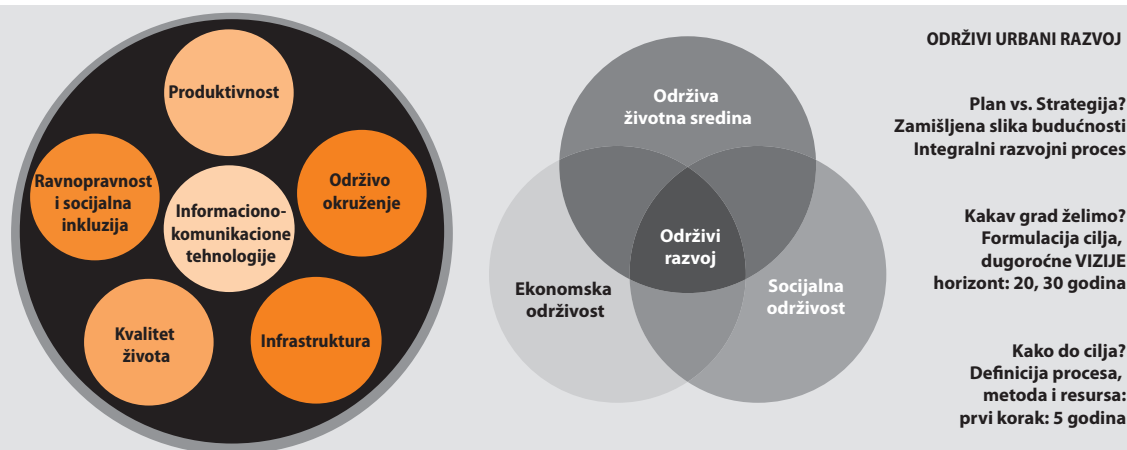 Produktivnost
Ravnopravnost
i socijalna
inkluzija
Održivo
okruženje
Informaciono-
komunikacione
tehnologije
Kvalitet
života
Infrastruktura
Održiva
životna sredina
Održivi
razvoj
Ekonomska
održivost
Socijalna
održivost
ODRŽIVI URBANI RAZVOJ
Plan vs. Strategija?
Zamišljena slika budućnosti
Integralni razvojni proces
Kakav grad želimo?
Formulacija cilja,
dugoroćne VIZIJE
horizont: 20, 30 godina
Kako do cilja?
Definicija procesa,
metoda i resursa:
prvi korak: 5 godina